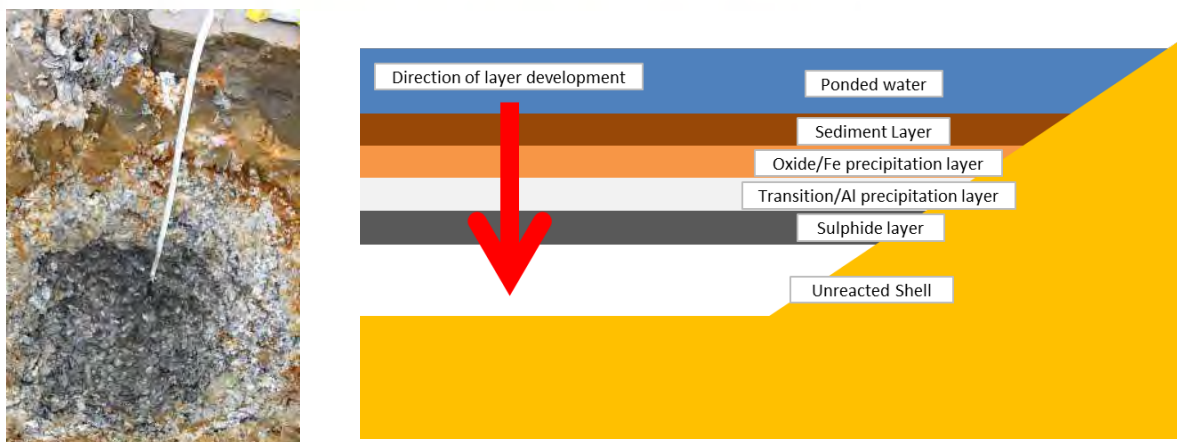 Direction of layer development
Ponded water
Sediment Layer
Oxide/Fe precipitation layer
Transition/Al precipitation layer
Sulphide layer
Unreacted Shell